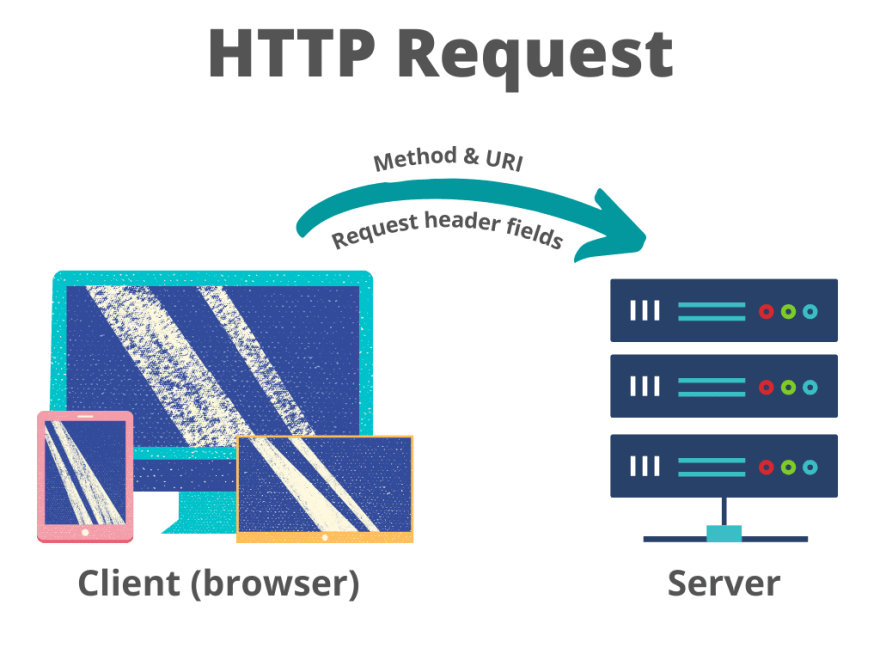 HTTP Request
Method & URI
Request header fields
Client (browser)
Server